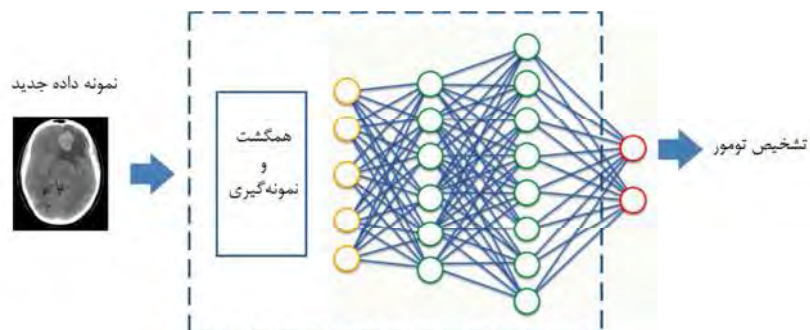 نمونه داده جدید
همگشت
و
نمونه‌گیری
تشخیص تومور